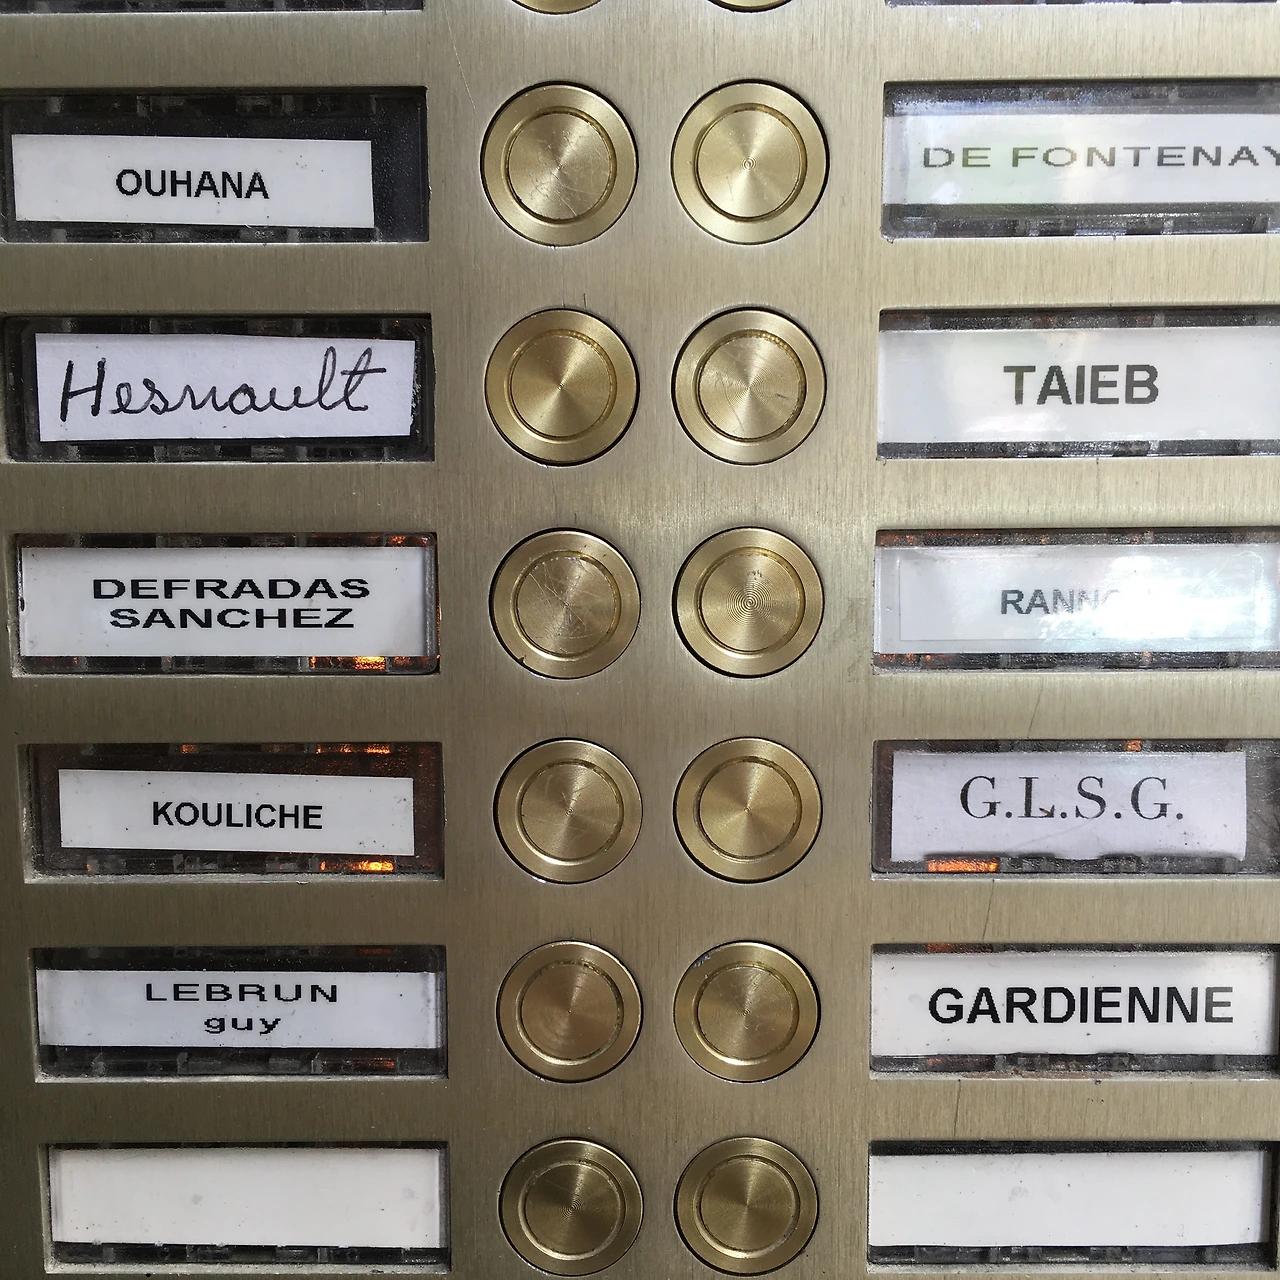 OUHANA
DE FONTENAY
Hesnault
TAIEB
DEFRADAS
SANCHEZ
KOULICHE
G.L.S.G.
LEBRUN
guy
GARDIENNE